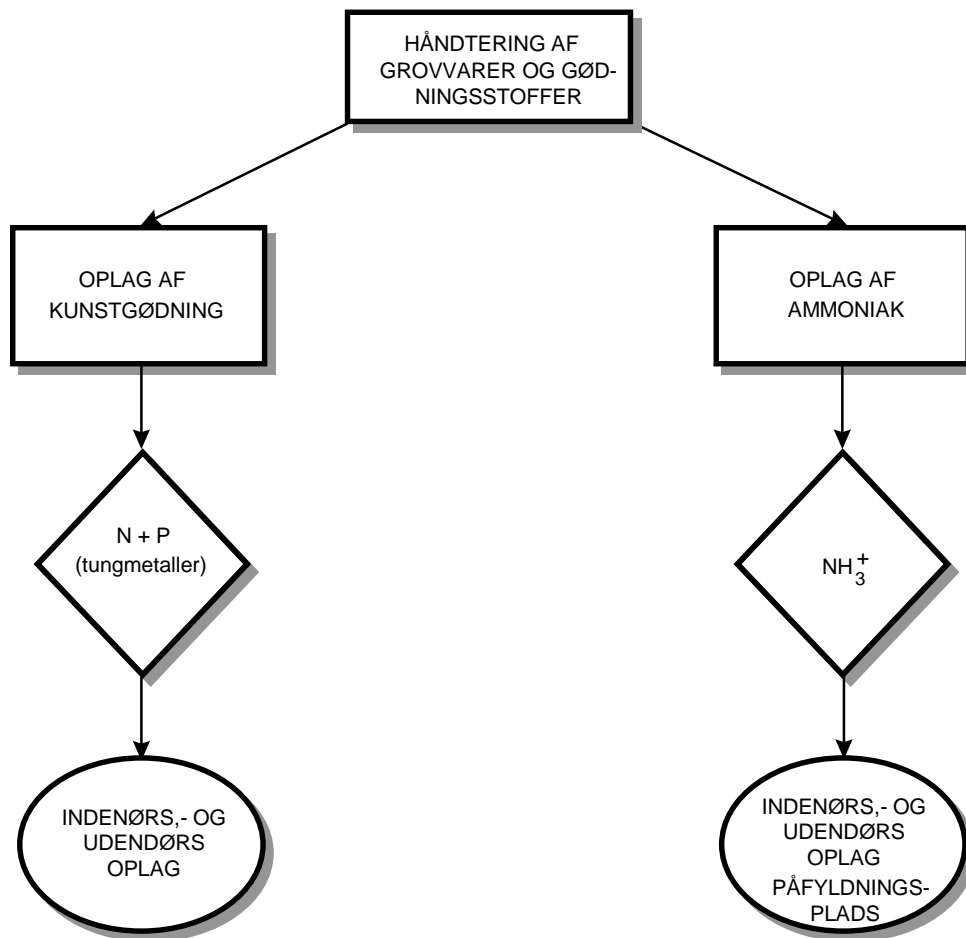 HÅNDTERING AF
GROVVARER OG GØD-
NINGSSTOFFER
OPLAG AF
KUNSTGØDNING
OPLAG AF
AMMONIAK
N + P
(tungmetaller)
NH₃⁺
INDENØRS,- OG
UDENDØRS
OPLAG
INDENØRS,- OG
UDENDØRS
OPLAG
PÅFYLDNINGS-
PLADS